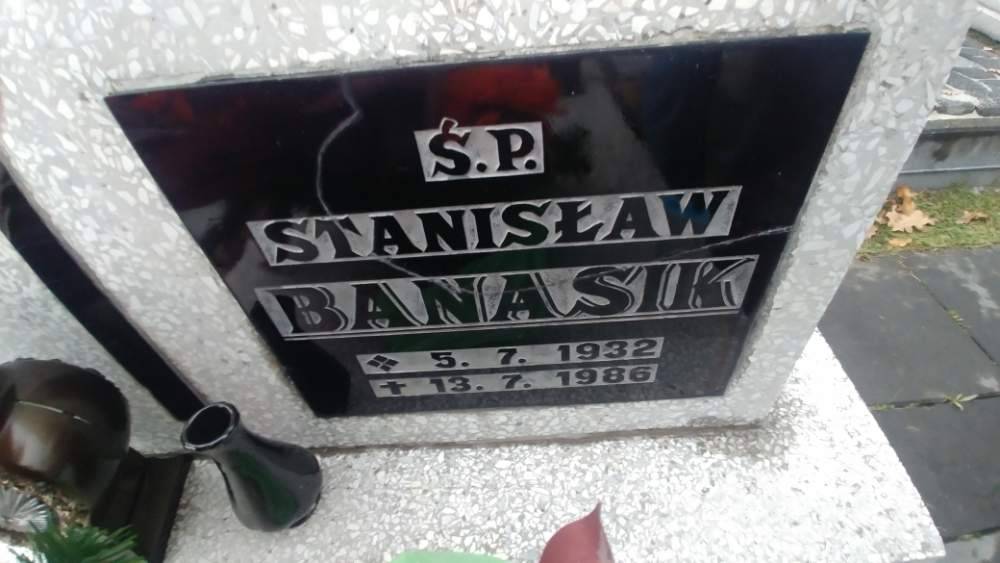 Ś.P.
STANISŁAW
BANASIK
5. 7. 1932
✝ 13. 7. 1986